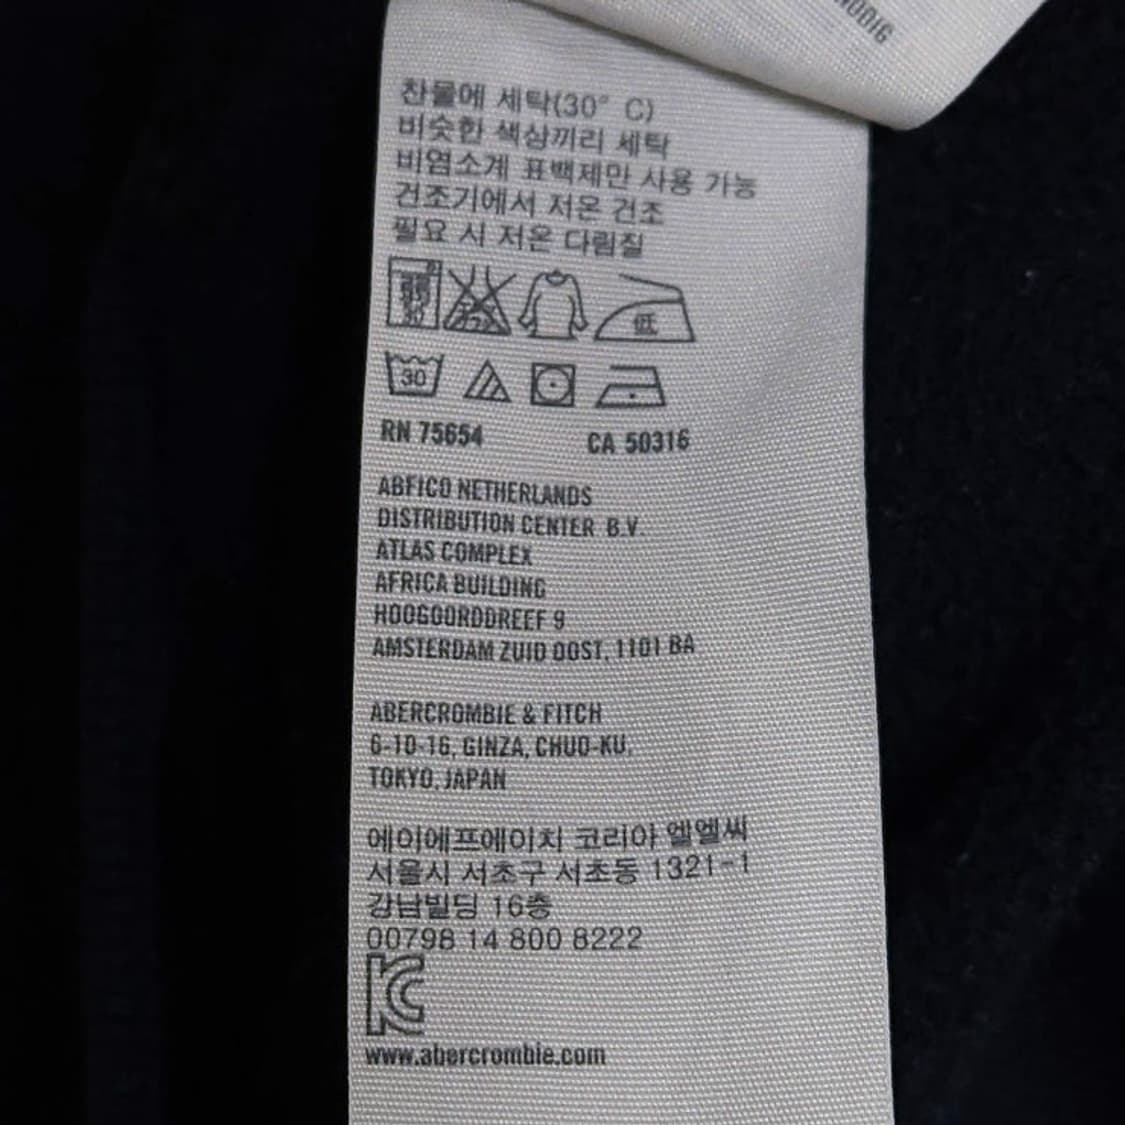 N0016
찬물에 세탁(30° C)
비슷한 색상끼리 세탁
비염소계 표백제만 사용 가능
건조기에서 저온 건조
필요 시 저온 다림질
30 低
30
RN 75654 CA 50316
ABFICO NETHERLANDS
DISTRIBUTION CENTER B.V.
ATLAS COMPLEX
AFRICA BUILDING
HOOGOORDDREEF 9
AMSTERDAM ZUID OOST, 1101 BA
ABERCROMBIE & FITCH
6-10-16, GINZA, CHUO-KU,
TOKYO, JAPAN
에이에프에이치 코리아 엘엘씨
서울시 서초구 서초동 1321-1
강남빌딩 16층
00798 14 800 8222
KC
www.abercrombie.com